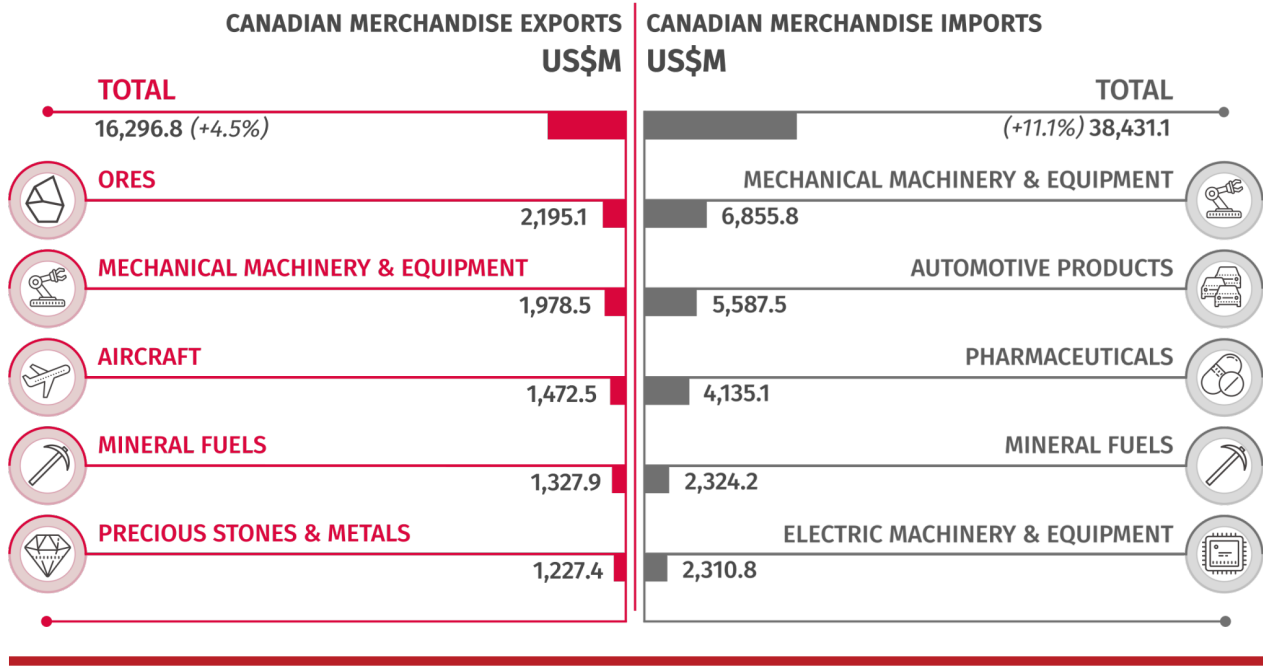 CANADIAN MERCHANDISE EXPORTS
US$M
TOTAL
16,296.8 (+4.5%)
ORES
2,195.1
MECHANICAL MACHINERY & EQUIPMENT
1,978.5
AIRCRAFT
1,472.5
MINERAL FUELS
1,327.9
PRECIOUS STONES & METALS
1,227.4
CANADIAN MERCHANDISE IMPORTS
US$M
TOTAL
(+11.1%) 38,431.1
MECHANICAL MACHINERY & EQUIPMENT
6,855.8
AUTOMOTIVE PRODUCTS
5,587.5
PHARMACEUTICALS
4,135.1
MINERAL FUELS
2,324.2
ELECTRIC MACHINERY & EQUIPMENT
2,310.8